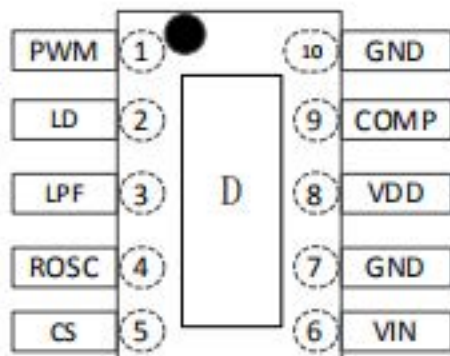 PWM 1 10 GND
LD 2 9 COMP
LPF 3 D 8 VDD
ROSC 4 7 GND
CS 5 6 VIN